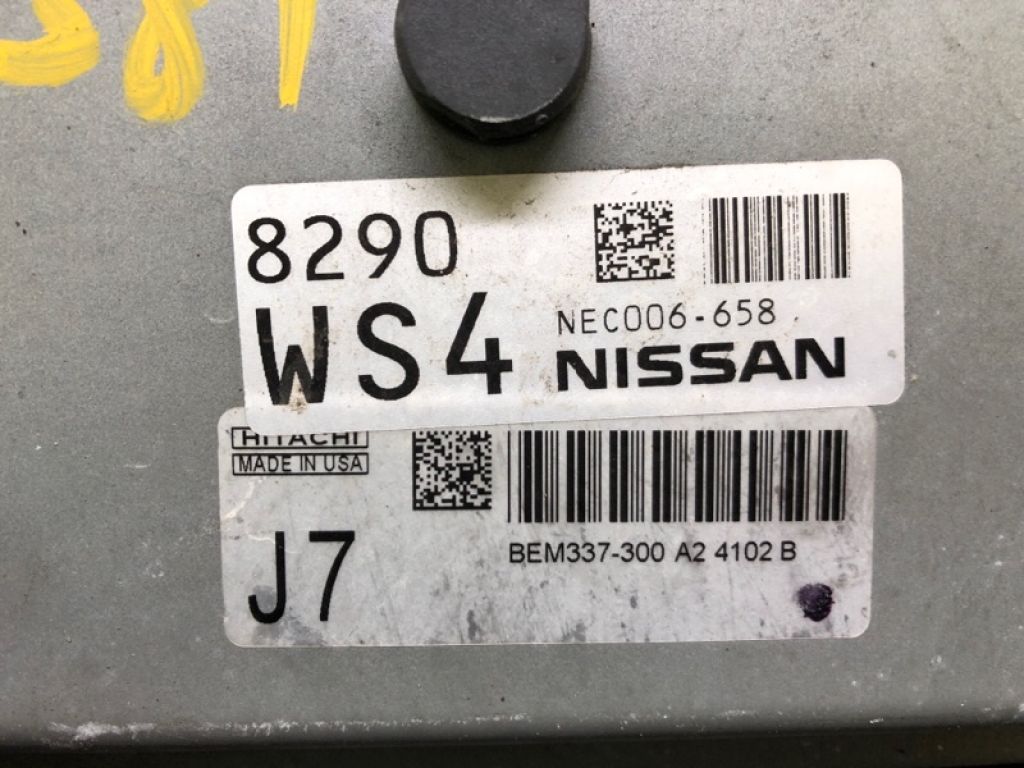 8290
WS4
NEC006-658
NISSAN
HITACHI
MADE IN USA
J7
BEM337-300 A2 4102 B